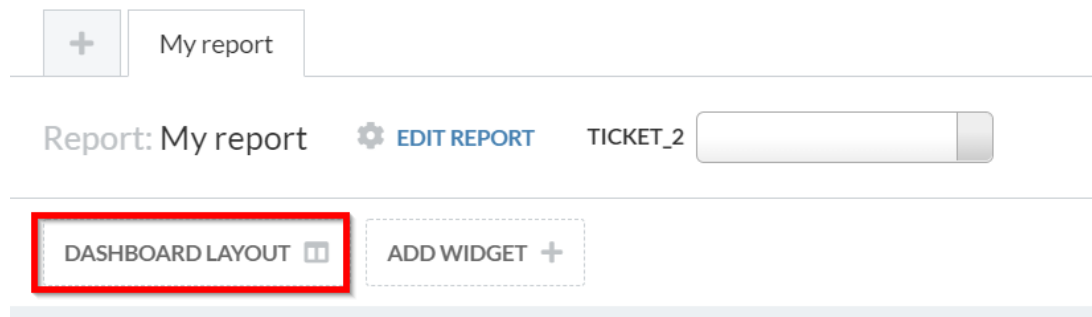 My report
Report: My report EDIT REPORT TICKET_2
DASHBOARD LAYOUT ADD WIDGET